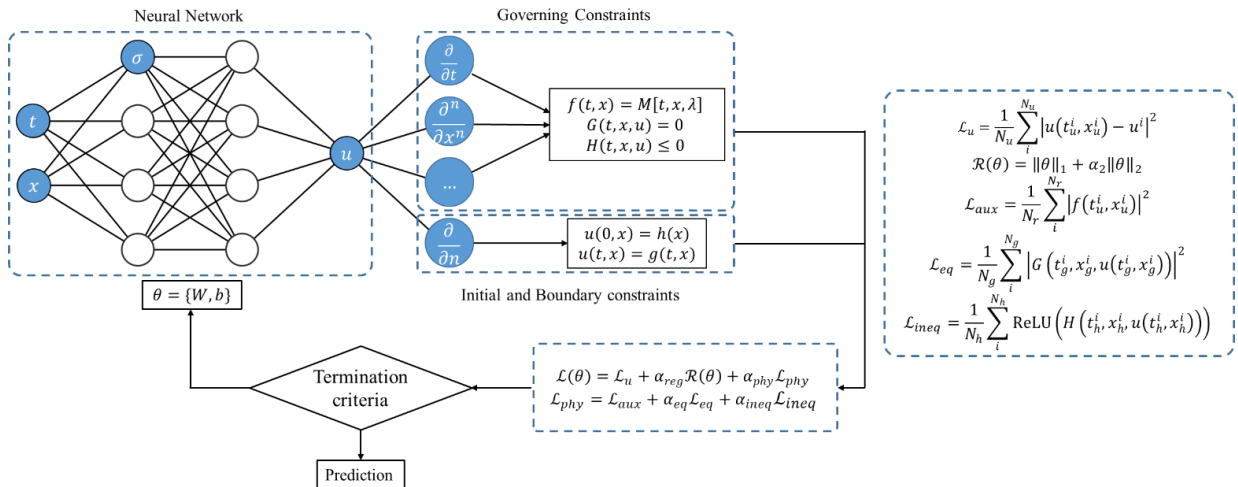 Neural Network
Governing Constraints
σ
t
x
u
∂/∂t
∂ⁿ/∂xⁿ
...
∂/∂n
f(t, x) = M[t, x, λ]
G(t, x, u) = 0
H(t, x, u) ≤ 0
u(0, x) = h(x)
u(t, x) = g(t, x)
Initial and Boundary constraints
θ = {W, b}
Termination
criteria
Prediction
ℒ(θ) = ℒ_u + α_reg ℛ(θ) + α_phy ℒ_phy
ℒ_phy = ℒ_aux + α_eq ℒ_eq + α_ineq ℒ_ineq
ℒ_u = 1/N_u ∑_i^{N_u} |u(t_u^i, x_u^i) − u^i|²
ℛ(θ) = ‖θ‖₁ + α₂‖θ‖₂
ℒ_aux = 1/N_r ∑_i^{N_r} |f(t_u^i, x_u^i)|²
ℒ_eq = 1/N_g ∑_i^{N_g} |G(t_g^i, x_g^i, u(t_g^i, x_g^i))|²
ℒ_ineq = 1/N_h ∑_i^{N_h} ReLU(H(t_h^i, x_h^i, u(t_h^i, x_h^i)))